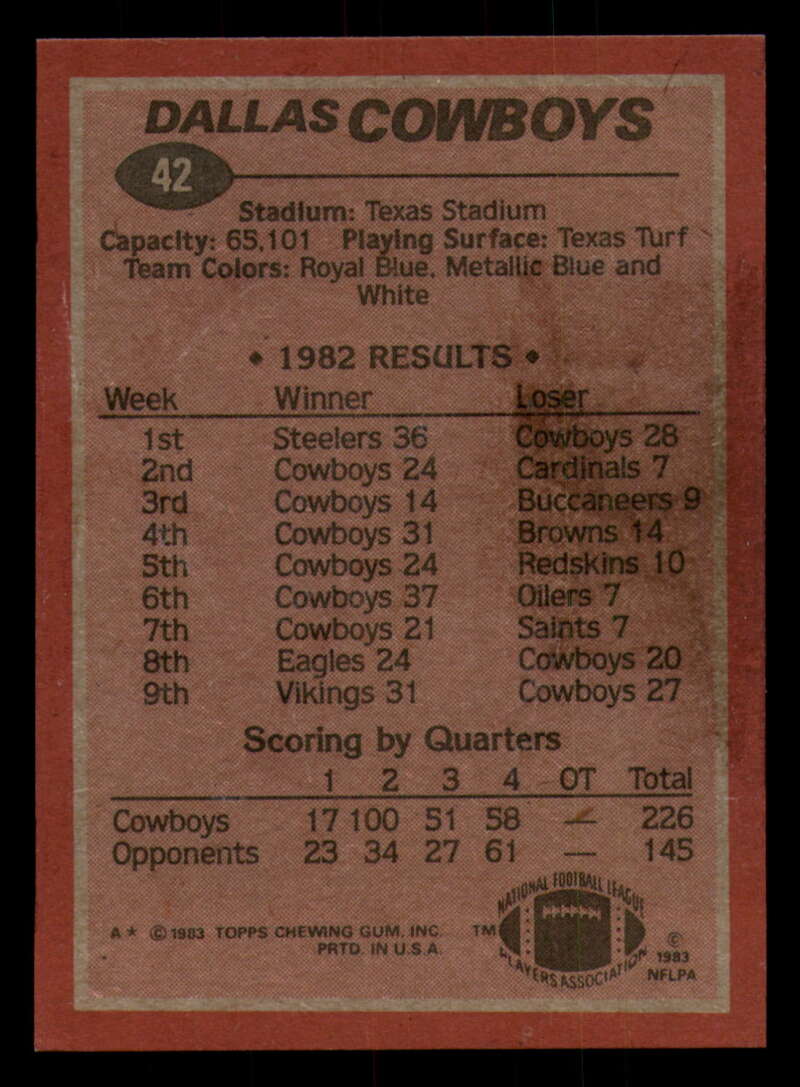 DALLAS COWBOYS
42
Stadium: Texas Stadium
Capacity: 65,101 Playing Surface: Texas Turf
Team Colors: Royal Blue, Metallic Blue and
White
• 1982 RESULTS •
Week Winner Loser
1st Steelers 36 Cowboys 28
2nd Cowboys 24 Cardinals 7
3rd Cowboys 14 Buccaneers 9
4th Cowboys 31 Browns 14
5th Cowboys 24 Redskins 10
6th Cowboys 37 Oilers 7
7th Cowboys 21 Saints 7
8th Eagles 24 Cowboys 20
9th Vikings 31 Cowboys 27
Scoring by Quarters
1 2 3 4 OT Total
Cowboys 17 100 51 58 — 226
Opponents 23 34 27 61 — 145
A* © 1983 TOPPS CHEWING GUM, INC.
PRTD. IN U.S.A.
TM
NATIONAL FOOTBALL LEAGUE
PLAYERS ASSOCIATION
©
1983
NFLPA